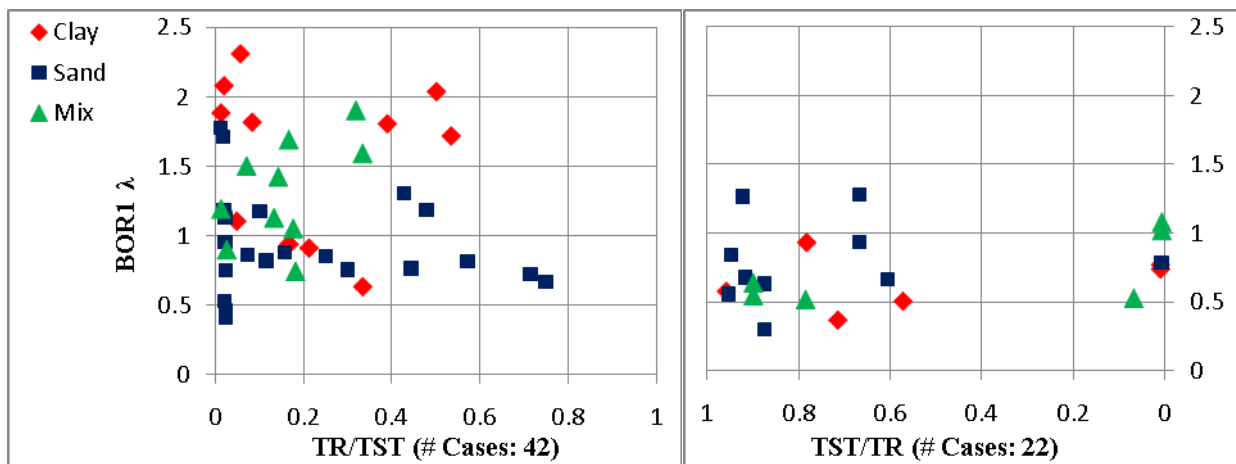 Clay
Sand
Mix
BOR1 λ
2.5
2
1.5
1
0.5
0
0 0.2 0.4 0.6 0.8 1
TR/TST (# Cases: 42)
2.5
2
1.5
1
0.5
0
1 0.8 0.6 0.4 0.2 0
TST/TR (# Cases: 22)